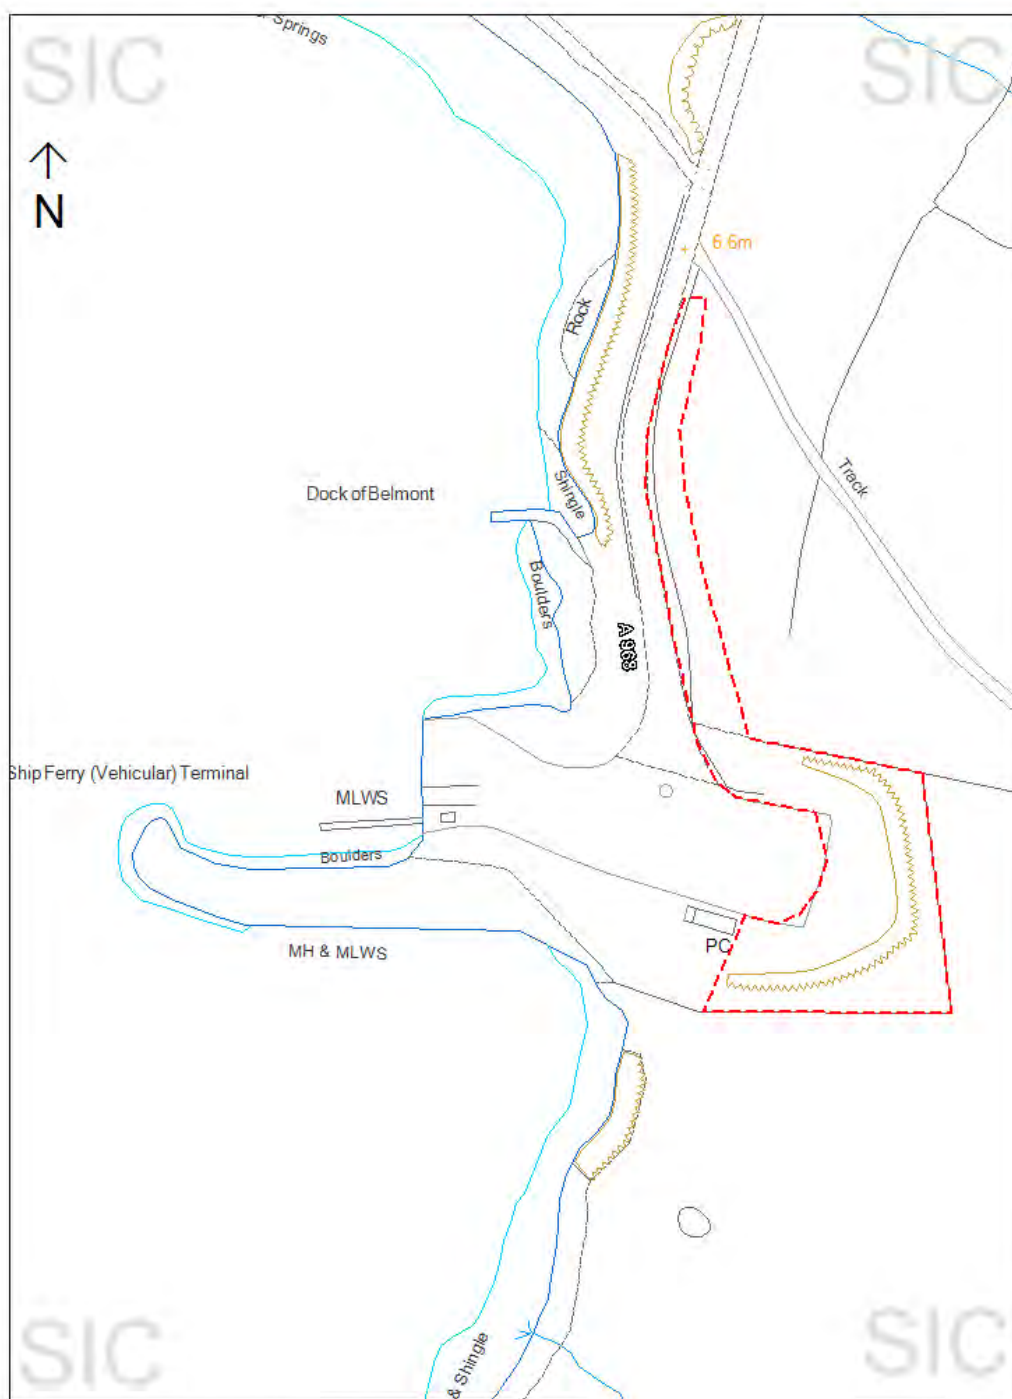 Springs
SIC
SIC
N
6.6m
Rock
Track
Dock of Belmont
Shingle
Boulders
A 968
Ship Ferry (Vehicular) Terminal
MLWS
Boulders
PC
MH & MLWS
& Shingle
SIC
SIC